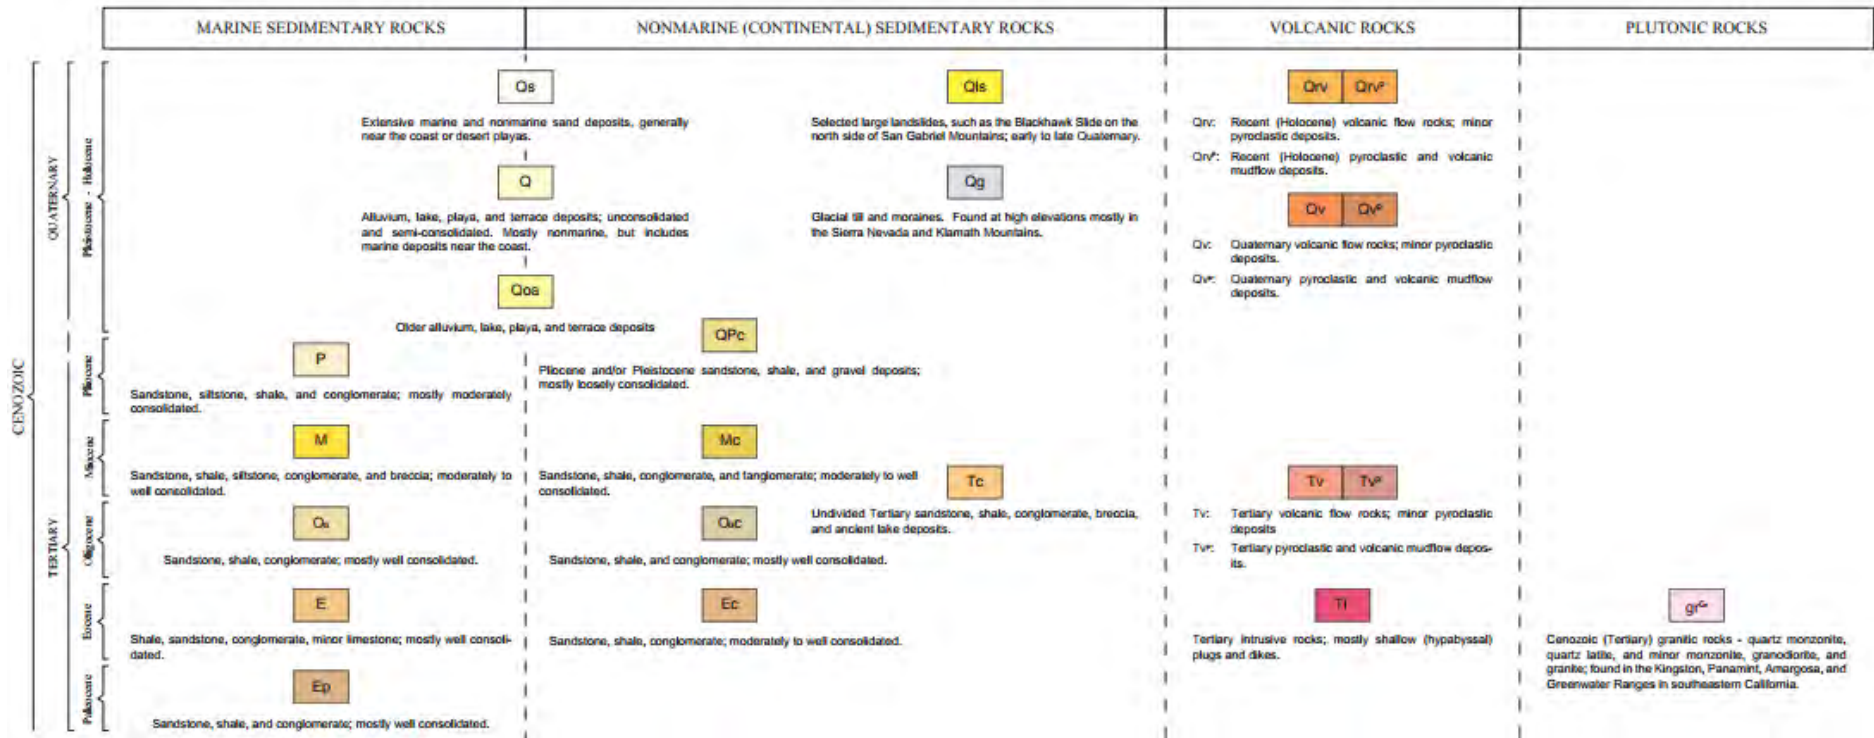 MARINE SEDIMENTARY ROCKS
NONMARINE (CONTINENTAL) SEDIMENTARY ROCKS
VOLCANIC ROCKS
PLUTONIC ROCKS
CENOZOIC
QUATERNARY
Pleistocene - Holocene
TERTIARY
Pliocene
Miocene
Oligocene
Eocene
Paleocene
Qs
Extensive marine and nonmarine sand deposits, generally
near the coast or desert playas.
Q
Alluvium, lake, playa, and terrace deposits; unconsolidated
and semi-consolidated. Mostly nonmarine, but includes
marine deposits near the coast.
Qoa
Older alluvium, lake, playa, and terrace deposits
P
Sandstone, siltstone, shale, and conglomerate; mostly moderately
consolidated.
M
Sandstone, shale, siltstone, conglomerate, and breccia; moderately to
well consolidated.
Sandstone, shale, conglomerate; mostly well consolidated.
E
Shale, sandstone, conglomerate, minor limestone; mostly well consoli-
dated.
Ep
Sandstone, shale, and conglomerate; mostly well consolidated.
Qls
Selected large landslides, such as the Blackhawk Slide on the
north side of San Gabriel Mountains; early to late Quaternary.
Qg
Glacial till and moraines. Found at high elevations mostly in
the Sierra Nevada and Klamath Mountains.
QPc
Pliocene and/or Pleistocene sandstone, shale, and gravel deposits;
mostly loosely consolidated.
Mc
Sandstone, shale, conglomerate, and fanglomerate; moderately to well
consolidated.
Tc
Undivided Tertiary sandstone, shale, conglomerate, breccia,
and ancient lake deposits.
Sandstone, shale, and conglomerate; mostly well consolidated.
Ec
Sandstone, shale, conglomerate; moderately to well consolidated.
Qrv Qrvᵖ
Qrv: Recent (Holocene) volcanic flow rocks; minor
pyroclastic deposits.
Qrvᵖ: Recent (Holocene) pyroclastic and volcanic
mudflow deposits.
Qv Qvᵖ
Qv: Quaternary volcanic flow rocks; minor pyroclastic
deposits.
Qvᵖ: Quaternary pyroclastic and volcanic mudflow
deposits.
Tv Tvᵖ
Tv: Tertiary volcanic flow rocks; minor pyroclastic
deposits
Tvᵖ: Tertiary pyroclastic and volcanic mudflow depos-
its.
Ti
Tertiary intrusive rocks; mostly shallow (hypabyssal)
plugs and dikes.
Cenozoic (Tertiary) granitic rocks - quartz monzonite,
quartz latite, and minor monzonite, granodiorite, and
granite; found in the Kingston, Panamint, Amargosa, and
Greenwater Ranges in southeastern California.